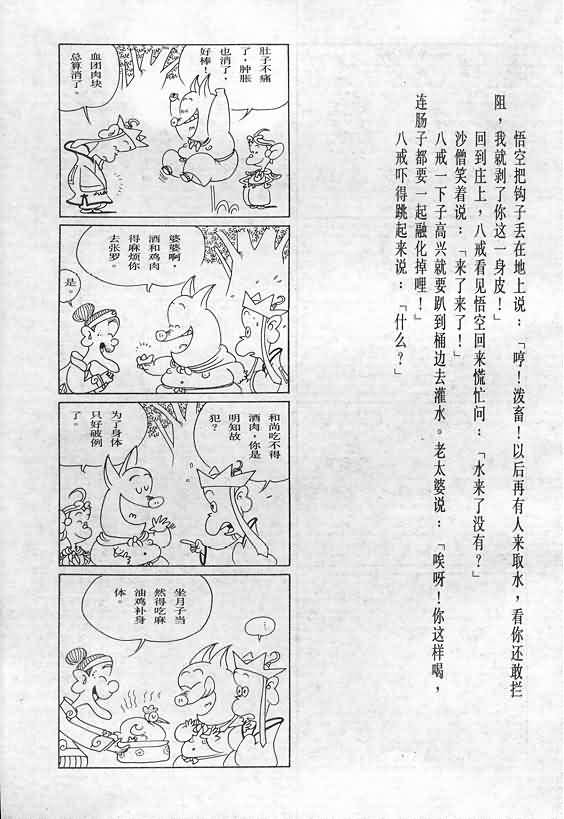 悟空把钩子丢在地上说：「哼！泼畜！以后再有人来取水，看你还敢拦
阻，我就剥了你这一身皮！」
回到庄上，八戒看见悟空回来慌忙问：「水来了没有？」
沙僧笑着说：「来了来了！」
八戒一下子高兴就要趴到桶边去灌水。老太婆说：「唉呀！你这样喝，
连肠子都要一起融化掉哩！」
八戒吓得跳起来说：「什么？」
肚子不痛
了，肿胀
也消了，
好棒！
血团肉块
总算消了。
婆婆啊，
酒和鸡肉
得麻烦你
去张罗。
是。
和尚吃不得
酒肉，你是
明知故
犯？
为了身体
只好破例
了。
坐月子当
然得吃麻
油鸡补身
体。
…